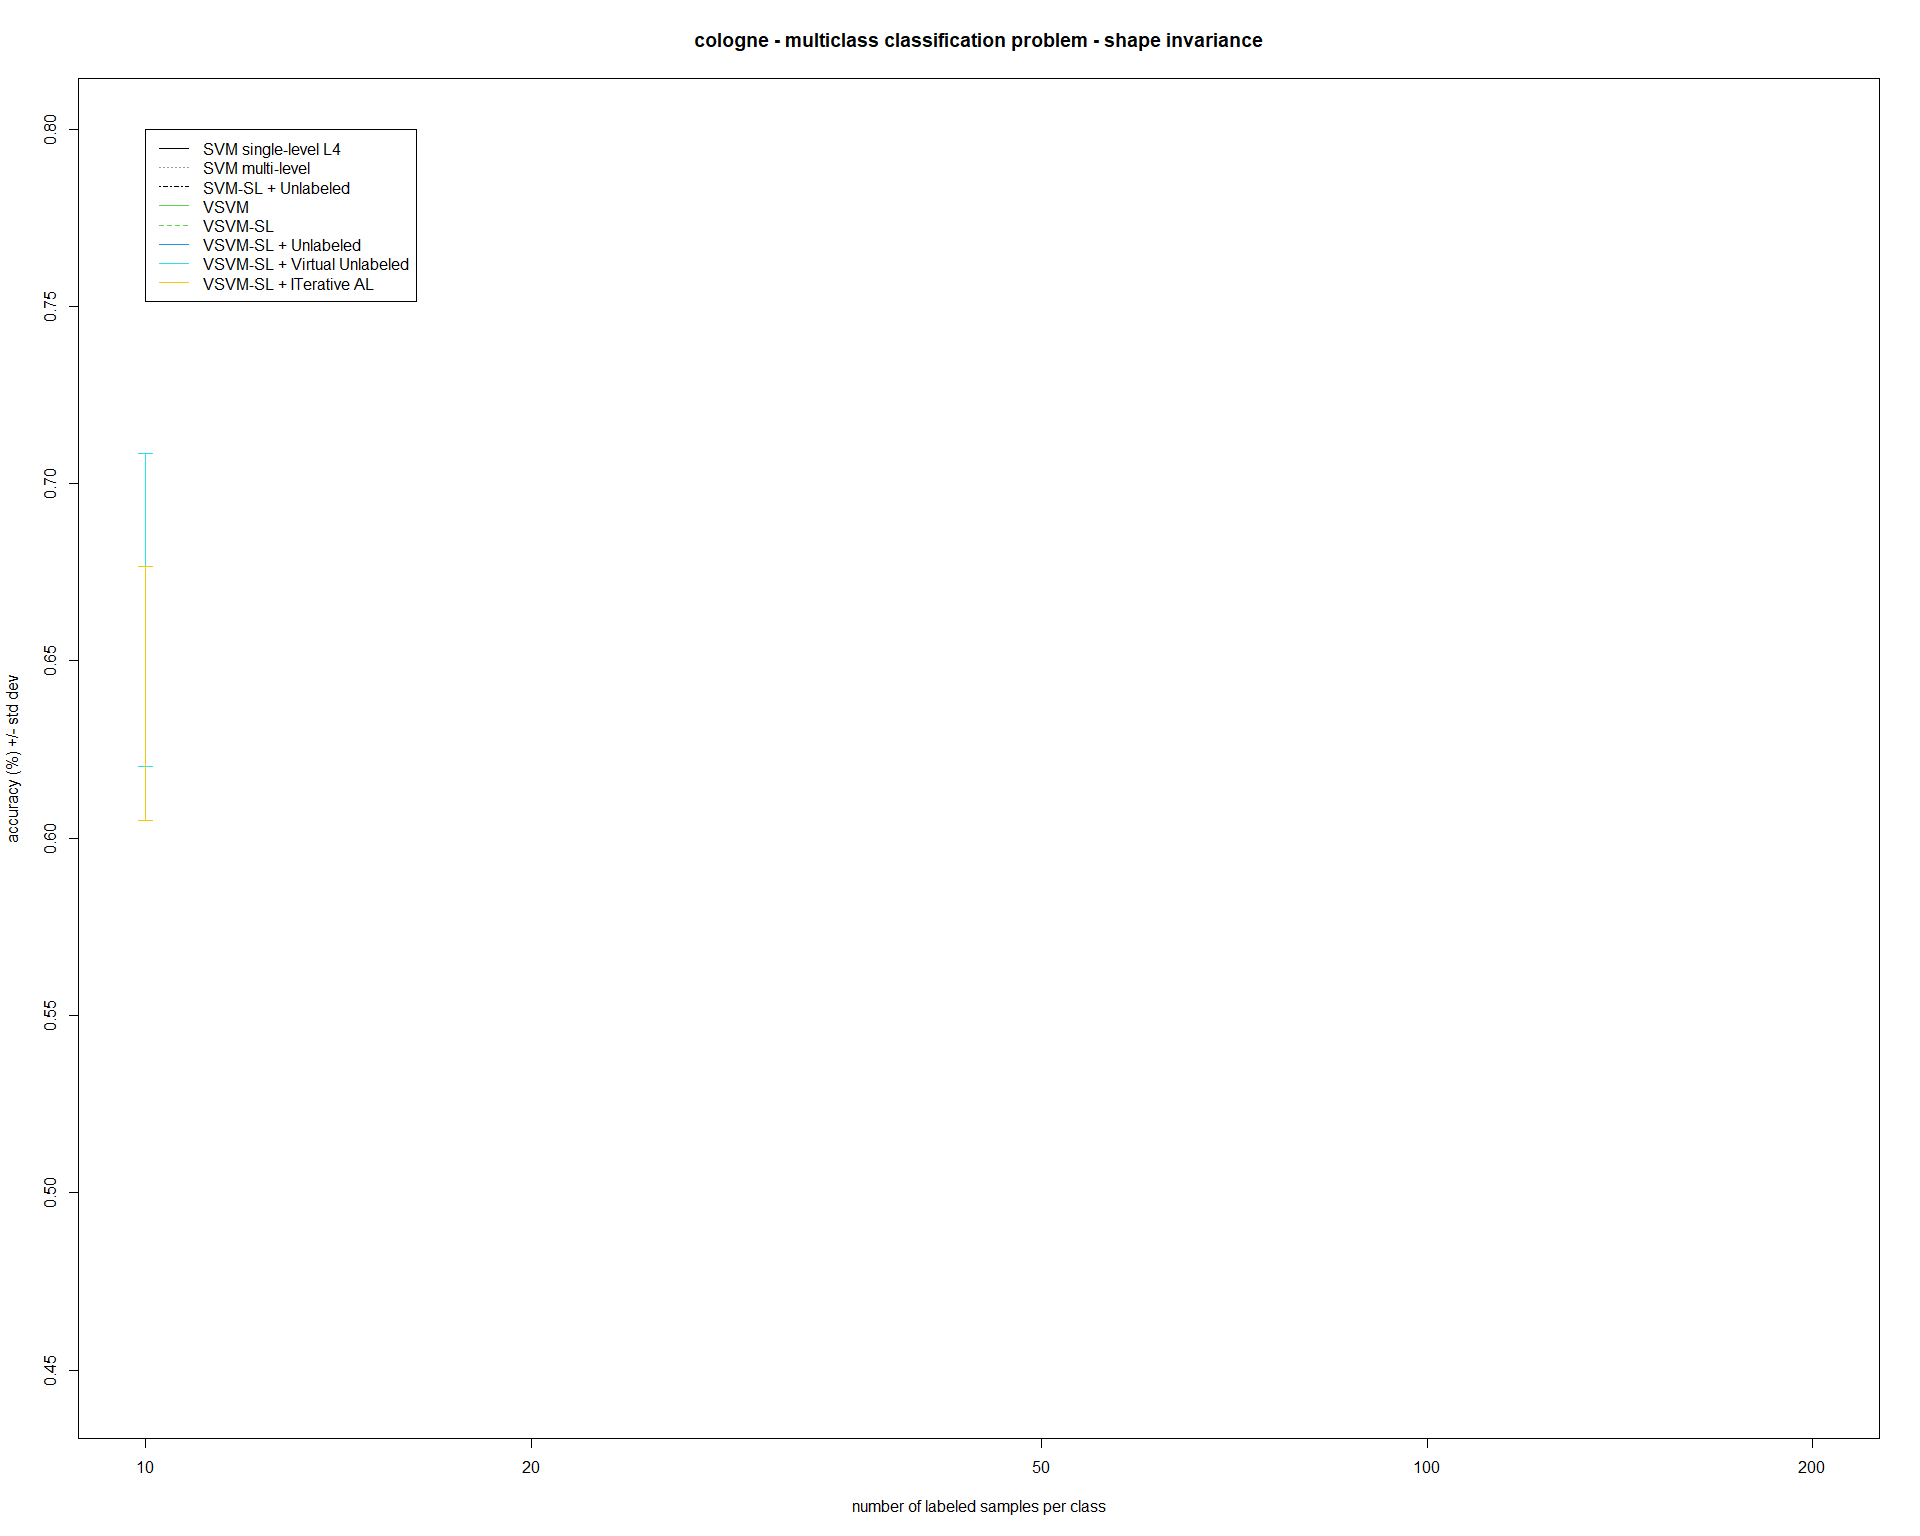 cologne - multiclass classification problem - shape invariance
0.80
SVM single-level L4
SVM multi-level
SVM-SL + Unlabeled
VSVM
VSVM-SL
VSVM-SL + Unlabeled
VSVM-SL + Virtual Unlabeled
VSVM-SL + ITerative AL
0.75
0.70
0.65
accuracy (%) +/- std dev
0.60
0.55
0.50
0.45
10 20 50 100 200
number of labeled samples per class